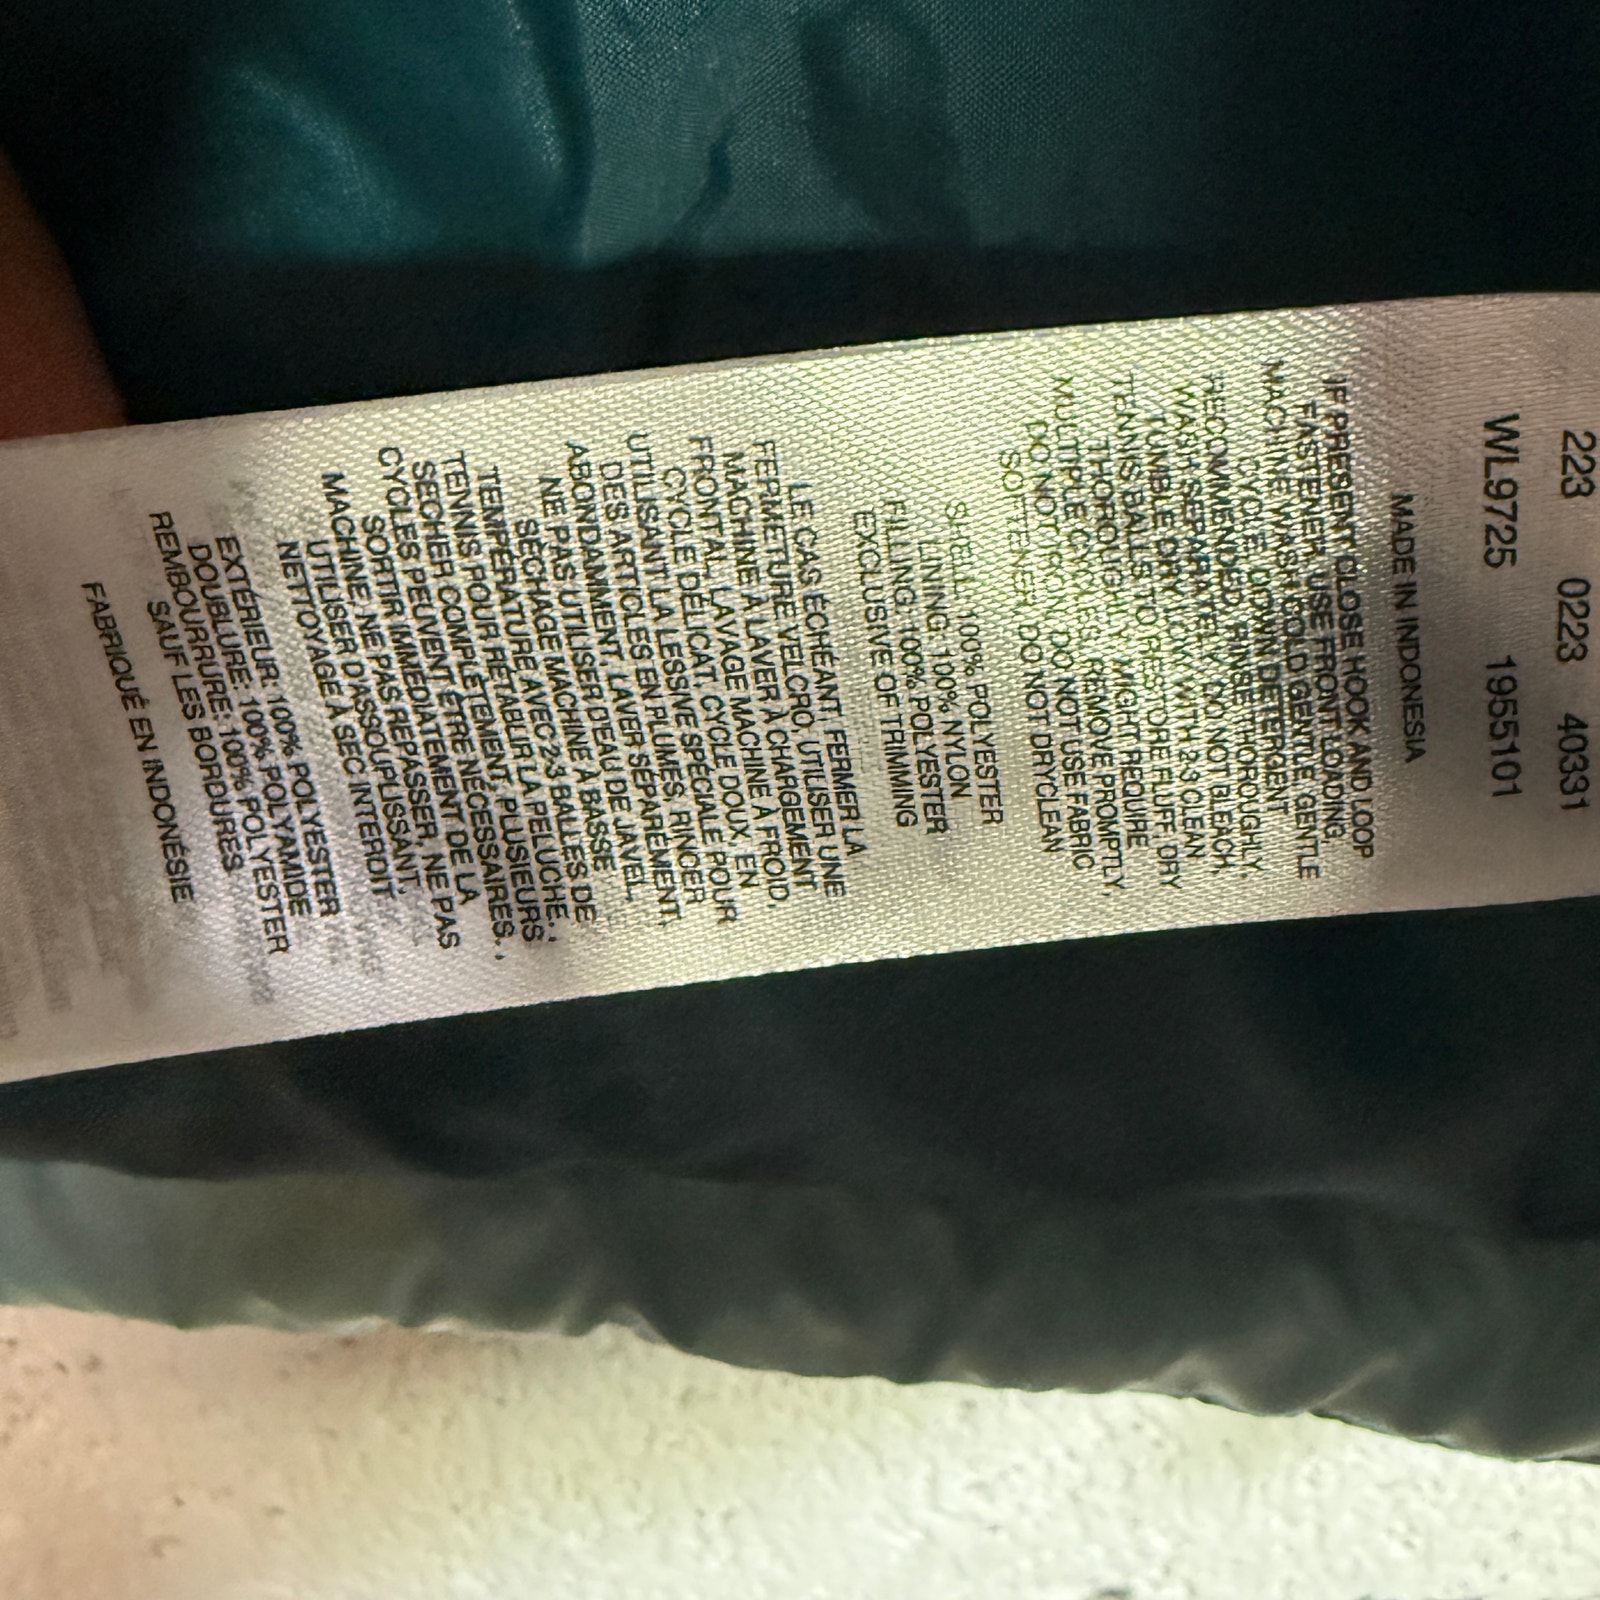 223 0223 40331
WL9725 1955101
MADE IN INDONESIA
IF PRESENT CLOSE HOOK AND LOOP
FASTENER, USE FRONT LOADING,
MACHINE WASH COLD GENTLE, GENTLE
CYCLE, DOWN DETERGENT
RECOMMENDED, RINSE THOROUGHLY,
WASH SEPARATELY, DO NOT BLEACH,
TUMBLE DRY LOW, WITH 2-3 CLEAN
TENNIS BALLS TO RESTORE FLUFF, DRY
THOROUGHLY, MIGHT REQUIRE
MULTIPLE CYCLES, REMOVE PROMPTLY,
DO NOT IRON, DO NOT USE FABRIC
SOFTENER, DO NOT DRYCLEAN
SHELL: 100% POLYESTER
LINING: 100% NYLON
FILLING: 100% POLYESTER
EXCLUSIVE OF TRIMMING
LE CAS ÉCHÉANT, FERMER LA
FERMETURE VELCRO, UTILISER UNE
MACHINE À LAVER À CHARGEMENT
FRONTAL, LAVAGE MACHINE À FROID,
CYCLE DÉLICAT, CYCLE DOUX, EN
UTILISANT LA LESSIVE SPÉCIALE POUR
DES ARTICLES EN PLUMES, RINCER
ABONDAMMENT, LAVER SÉPARÉMENT,
NE PAS UTILISER D'EAU DE JAVEL,
SÉCHAGE MACHINE À BASSE
TEMPÉRATURE AVEC 2-3 BALLES DE
TENNIS POUR RÉTABLIR LA PELUCHE,
SÉCHER COMPLÈTEMENT, PLUSIEURS
CYCLES PEUVENT ÊTRE NÉCESSAIRES,
SORTIR IMMÉDIATEMENT DE LA
MACHINE, NE PAS REPASSER, NE PAS
UTILISER D'ASSOUPLISSANT,
NETTOYAGE À SEC INTERDIT
EXTÉRIEUR: 100% POLYESTER
DOUBLURE: 100% POLYAMIDE
REMBOURRURE: 100% POLYESTER
SAUF LES BORDURES
FABRIQUÉ EN INDONÉSIE